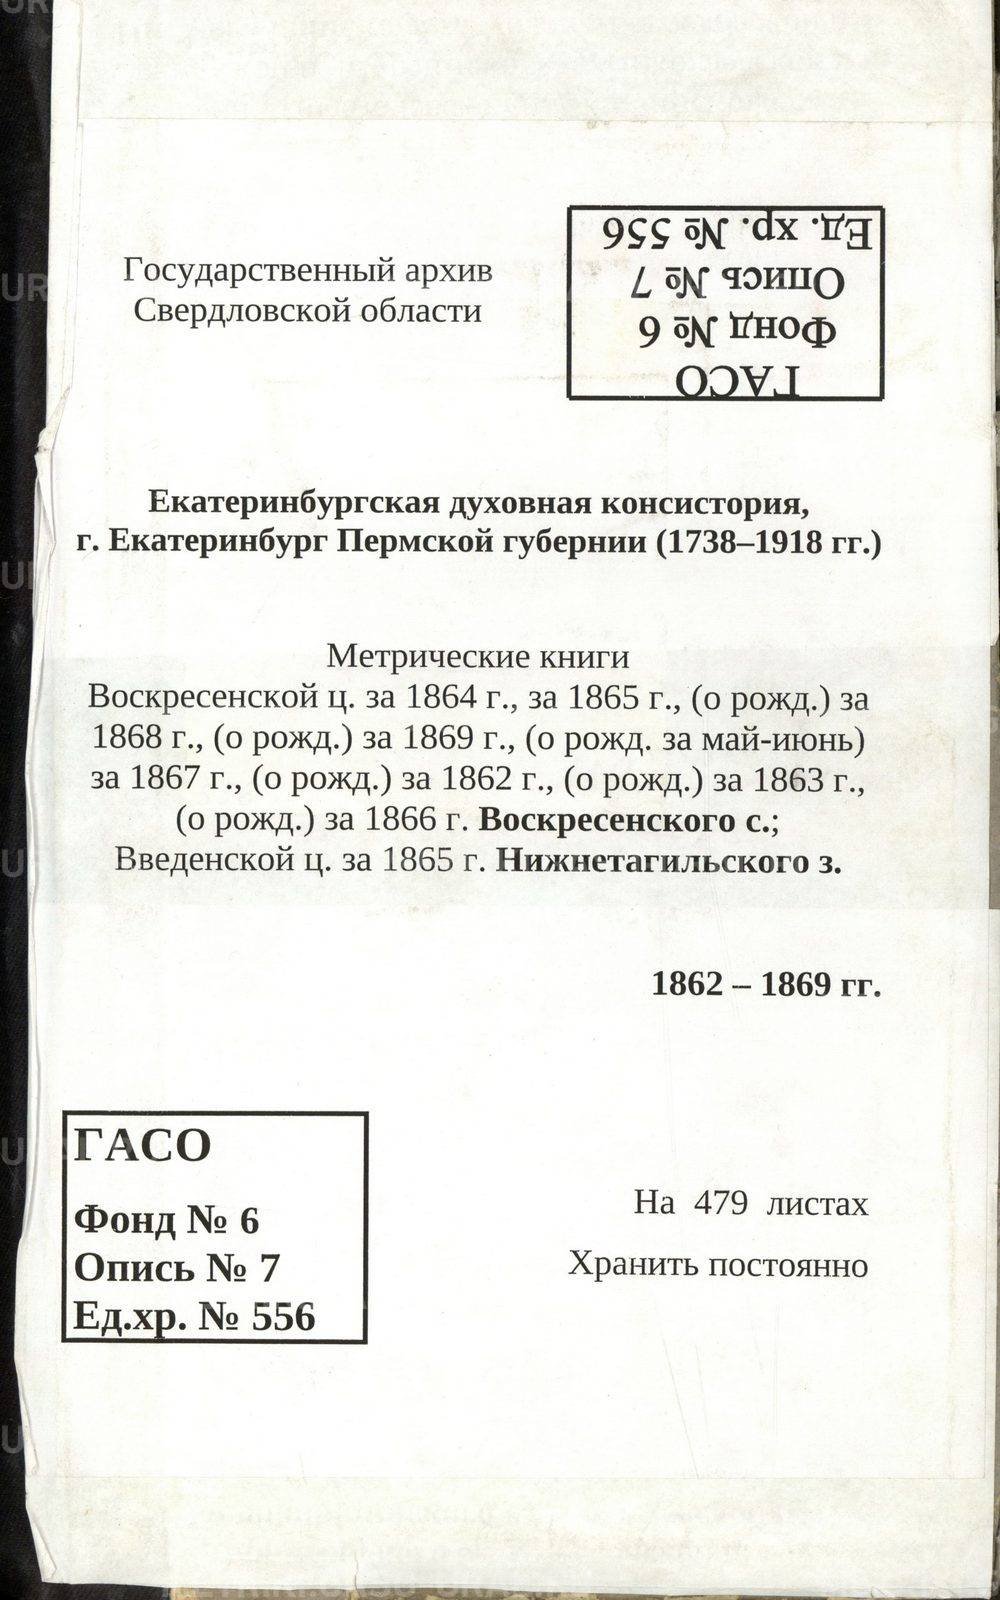 Государственный архив
Свердловской области
ГАСО
Фонд № 6
Опись № 7
Ед. хр. № 556
Екатеринбургская духовная консистория,
г. Екатеринбург Пермской губернии (1738–1918 гг.)
Метрические книги
Воскресенской ц. за 1864 г., за 1865 г., (о рожд.) за
1868 г., (о рожд.) за 1869 г., (о рожд. за май-июнь)
за 1867 г., (о рожд.) за 1862 г., (о рожд.) за 1863 г.,
(о рожд.) за 1866 г. Воскресенского с.;
Введенской ц. за 1865 г. Нижнетагильского з.
1862 – 1869 гг.
ГАСО
Фонд № 6
Опись № 7
Ед.хр. № 556
На 479 листах
Хранить постоянно